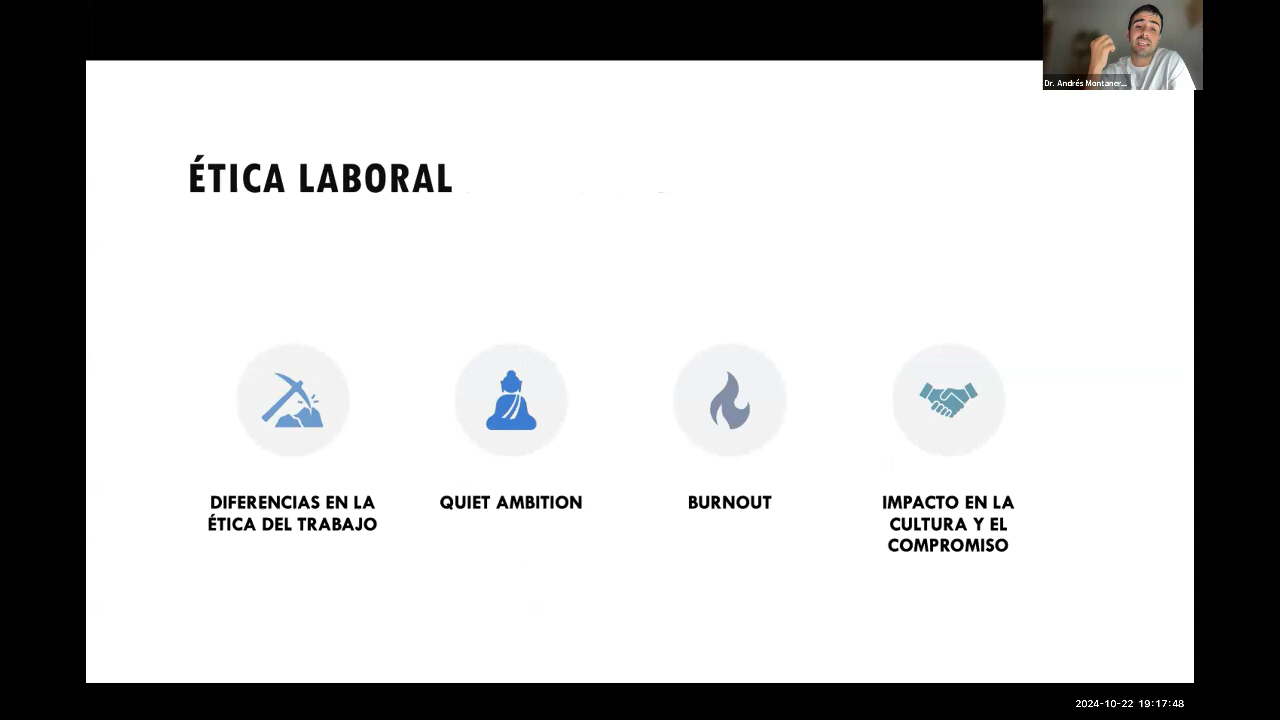 Dr. Andrés Montaner...
ÉTICA LABORAL
DIFERENCIAS EN LA
ÉTICA DEL TRABAJO
QUIET AMBITION
BURNOUT
IMPACTO EN LA
CULTURA Y EL
COMPROMISO
2024-10-22 19:17:48